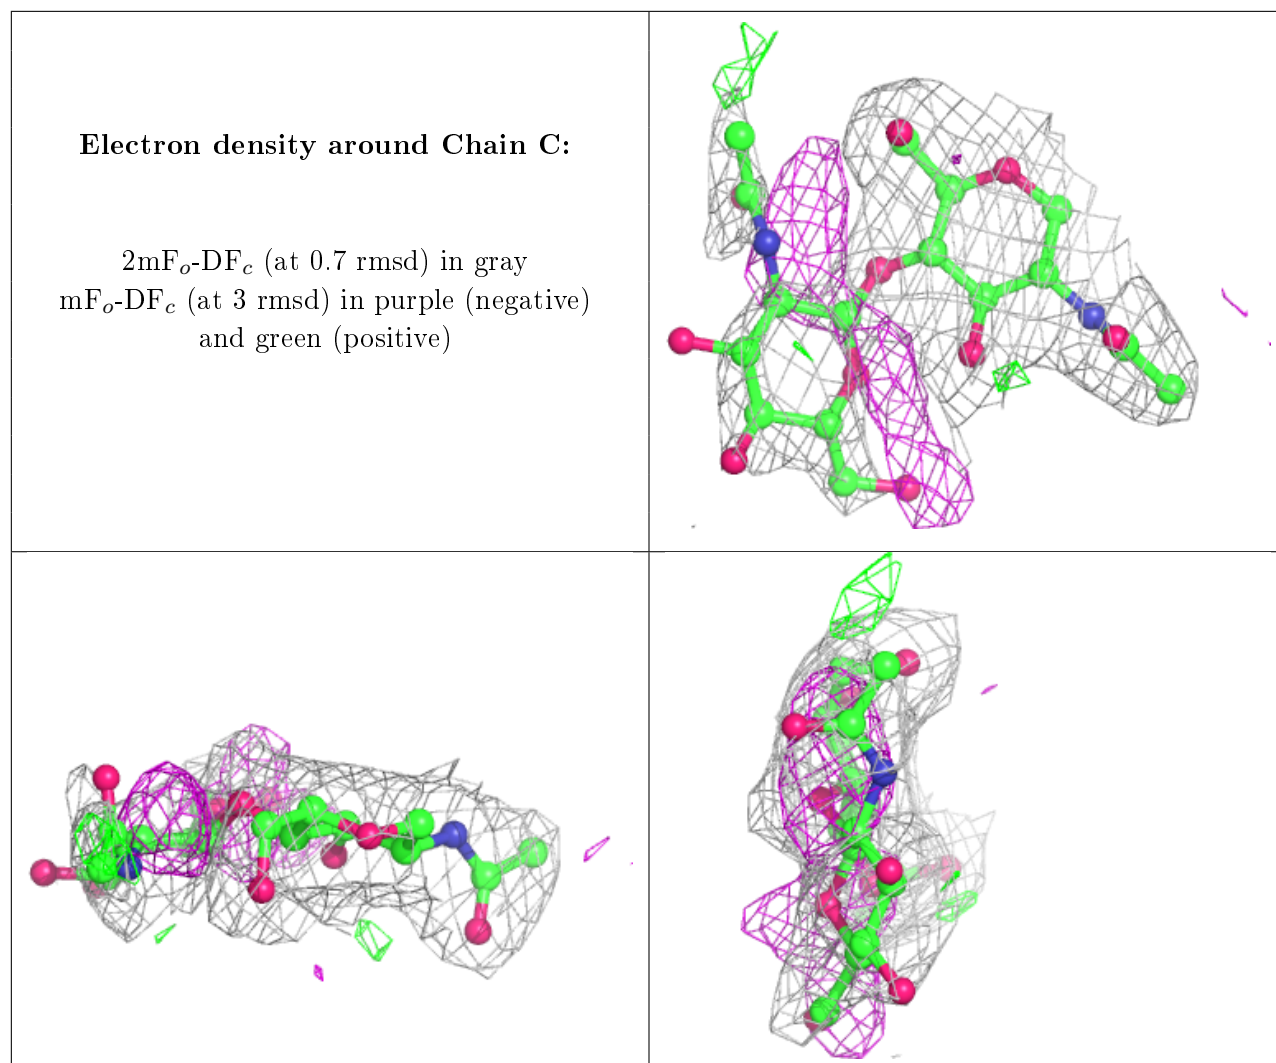 Electron density around Chain C:
2mFo-DFc (at 0.7 rmsd) in gray
mFo-DFc (at 3 rmsd) in purple (negative)
and green (positive)